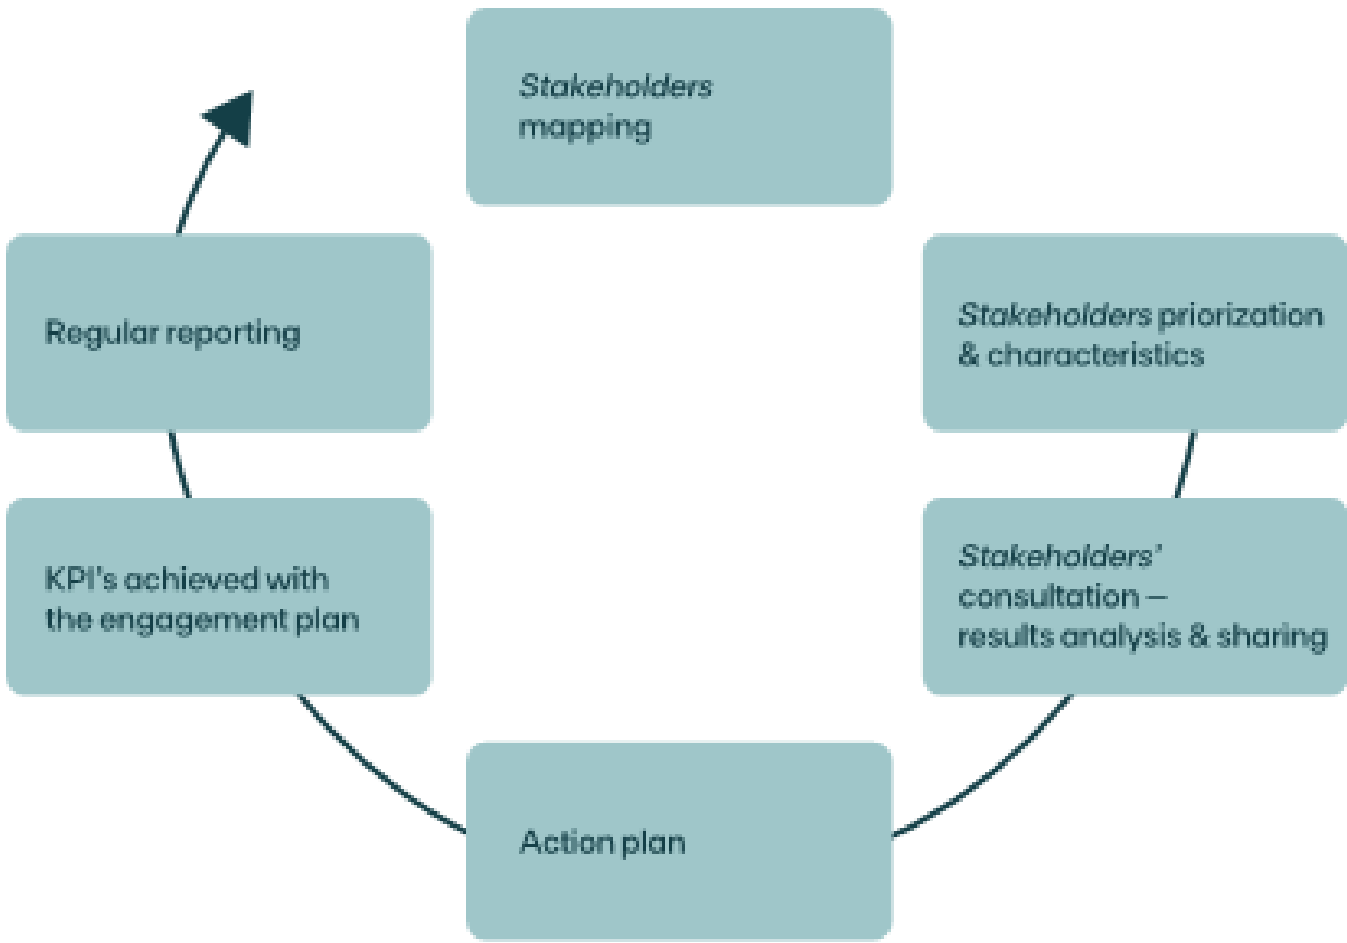 Stakeholders
mapping
Stakeholders priorization
& characteristics
Stakeholders'
consultation —
results analysis & sharing
Action plan
KPI's achieved with
the engagement plan
Regular reporting